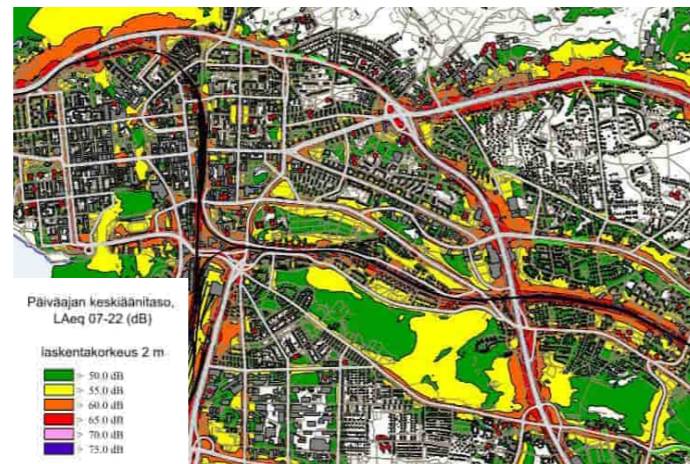 Päiväajan keskiäänitaso,
LAeq 07-22 (dB)
laskentakorkeus 2 m
> 50.0 dB
> 55.0 dB
> 60.0 dB
> 65.0 dB
> 70.0 dB
> 75.0 dB